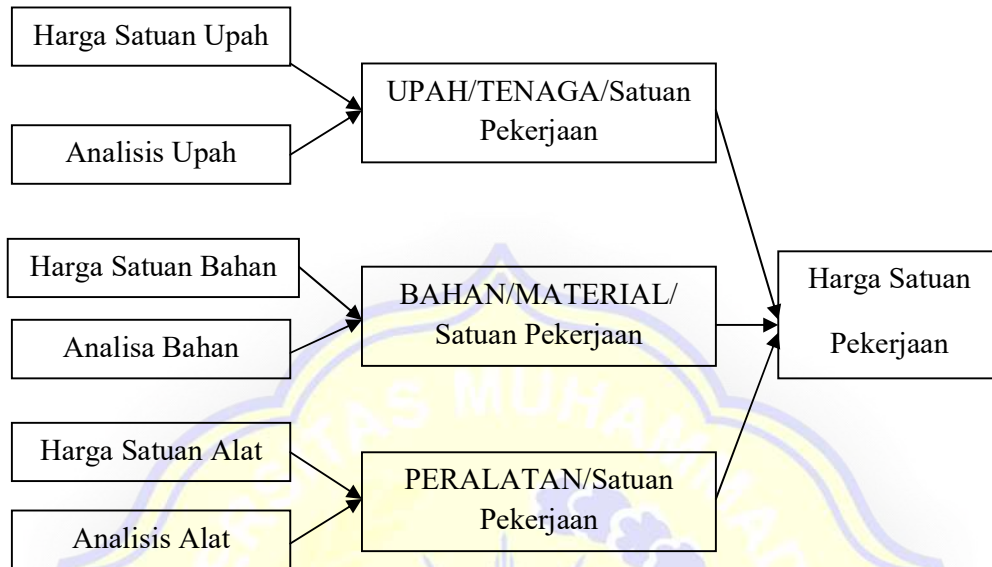 Harga Satuan Upah
Analisis Upah
UPAH/TENAGA/Satuan
Pekerjaan
Harga Satuan Bahan
Analisa Bahan
BAHAN/MATERIAL/
Satuan Pekerjaan
Harga Satuan Alat
Analisis Alat
PERALATAN/Satuan
Pekerjaan
Harga Satuan
Pekerjaan